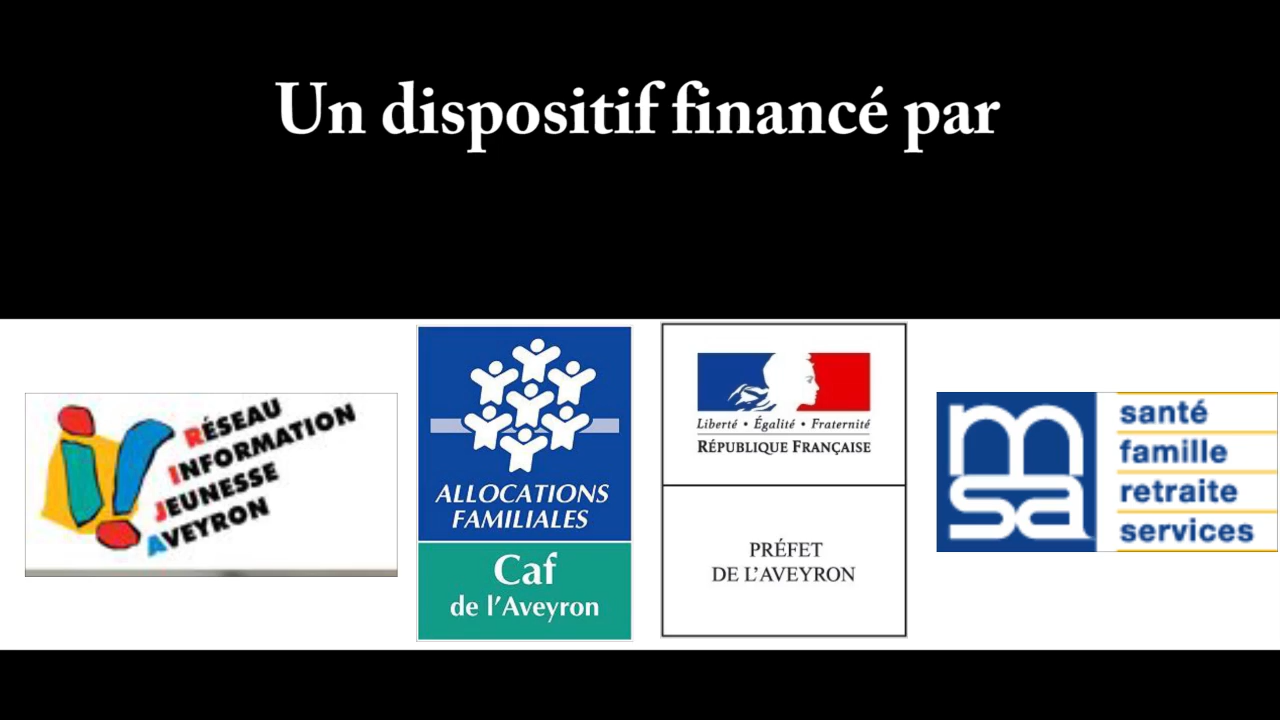 Un dispositif financé par
RÉSEAU
INFORMATION
JEUNESSE
AVEYRON
ALLOCATIONS
FAMILIALES
Caf
de l'Aveyron
Liberté • Égalité • Fraternité
RÉPUBLIQUE FRANÇAISE
PRÉFET
DE L'AVEYRON
msa
santé
famille
retraite
services